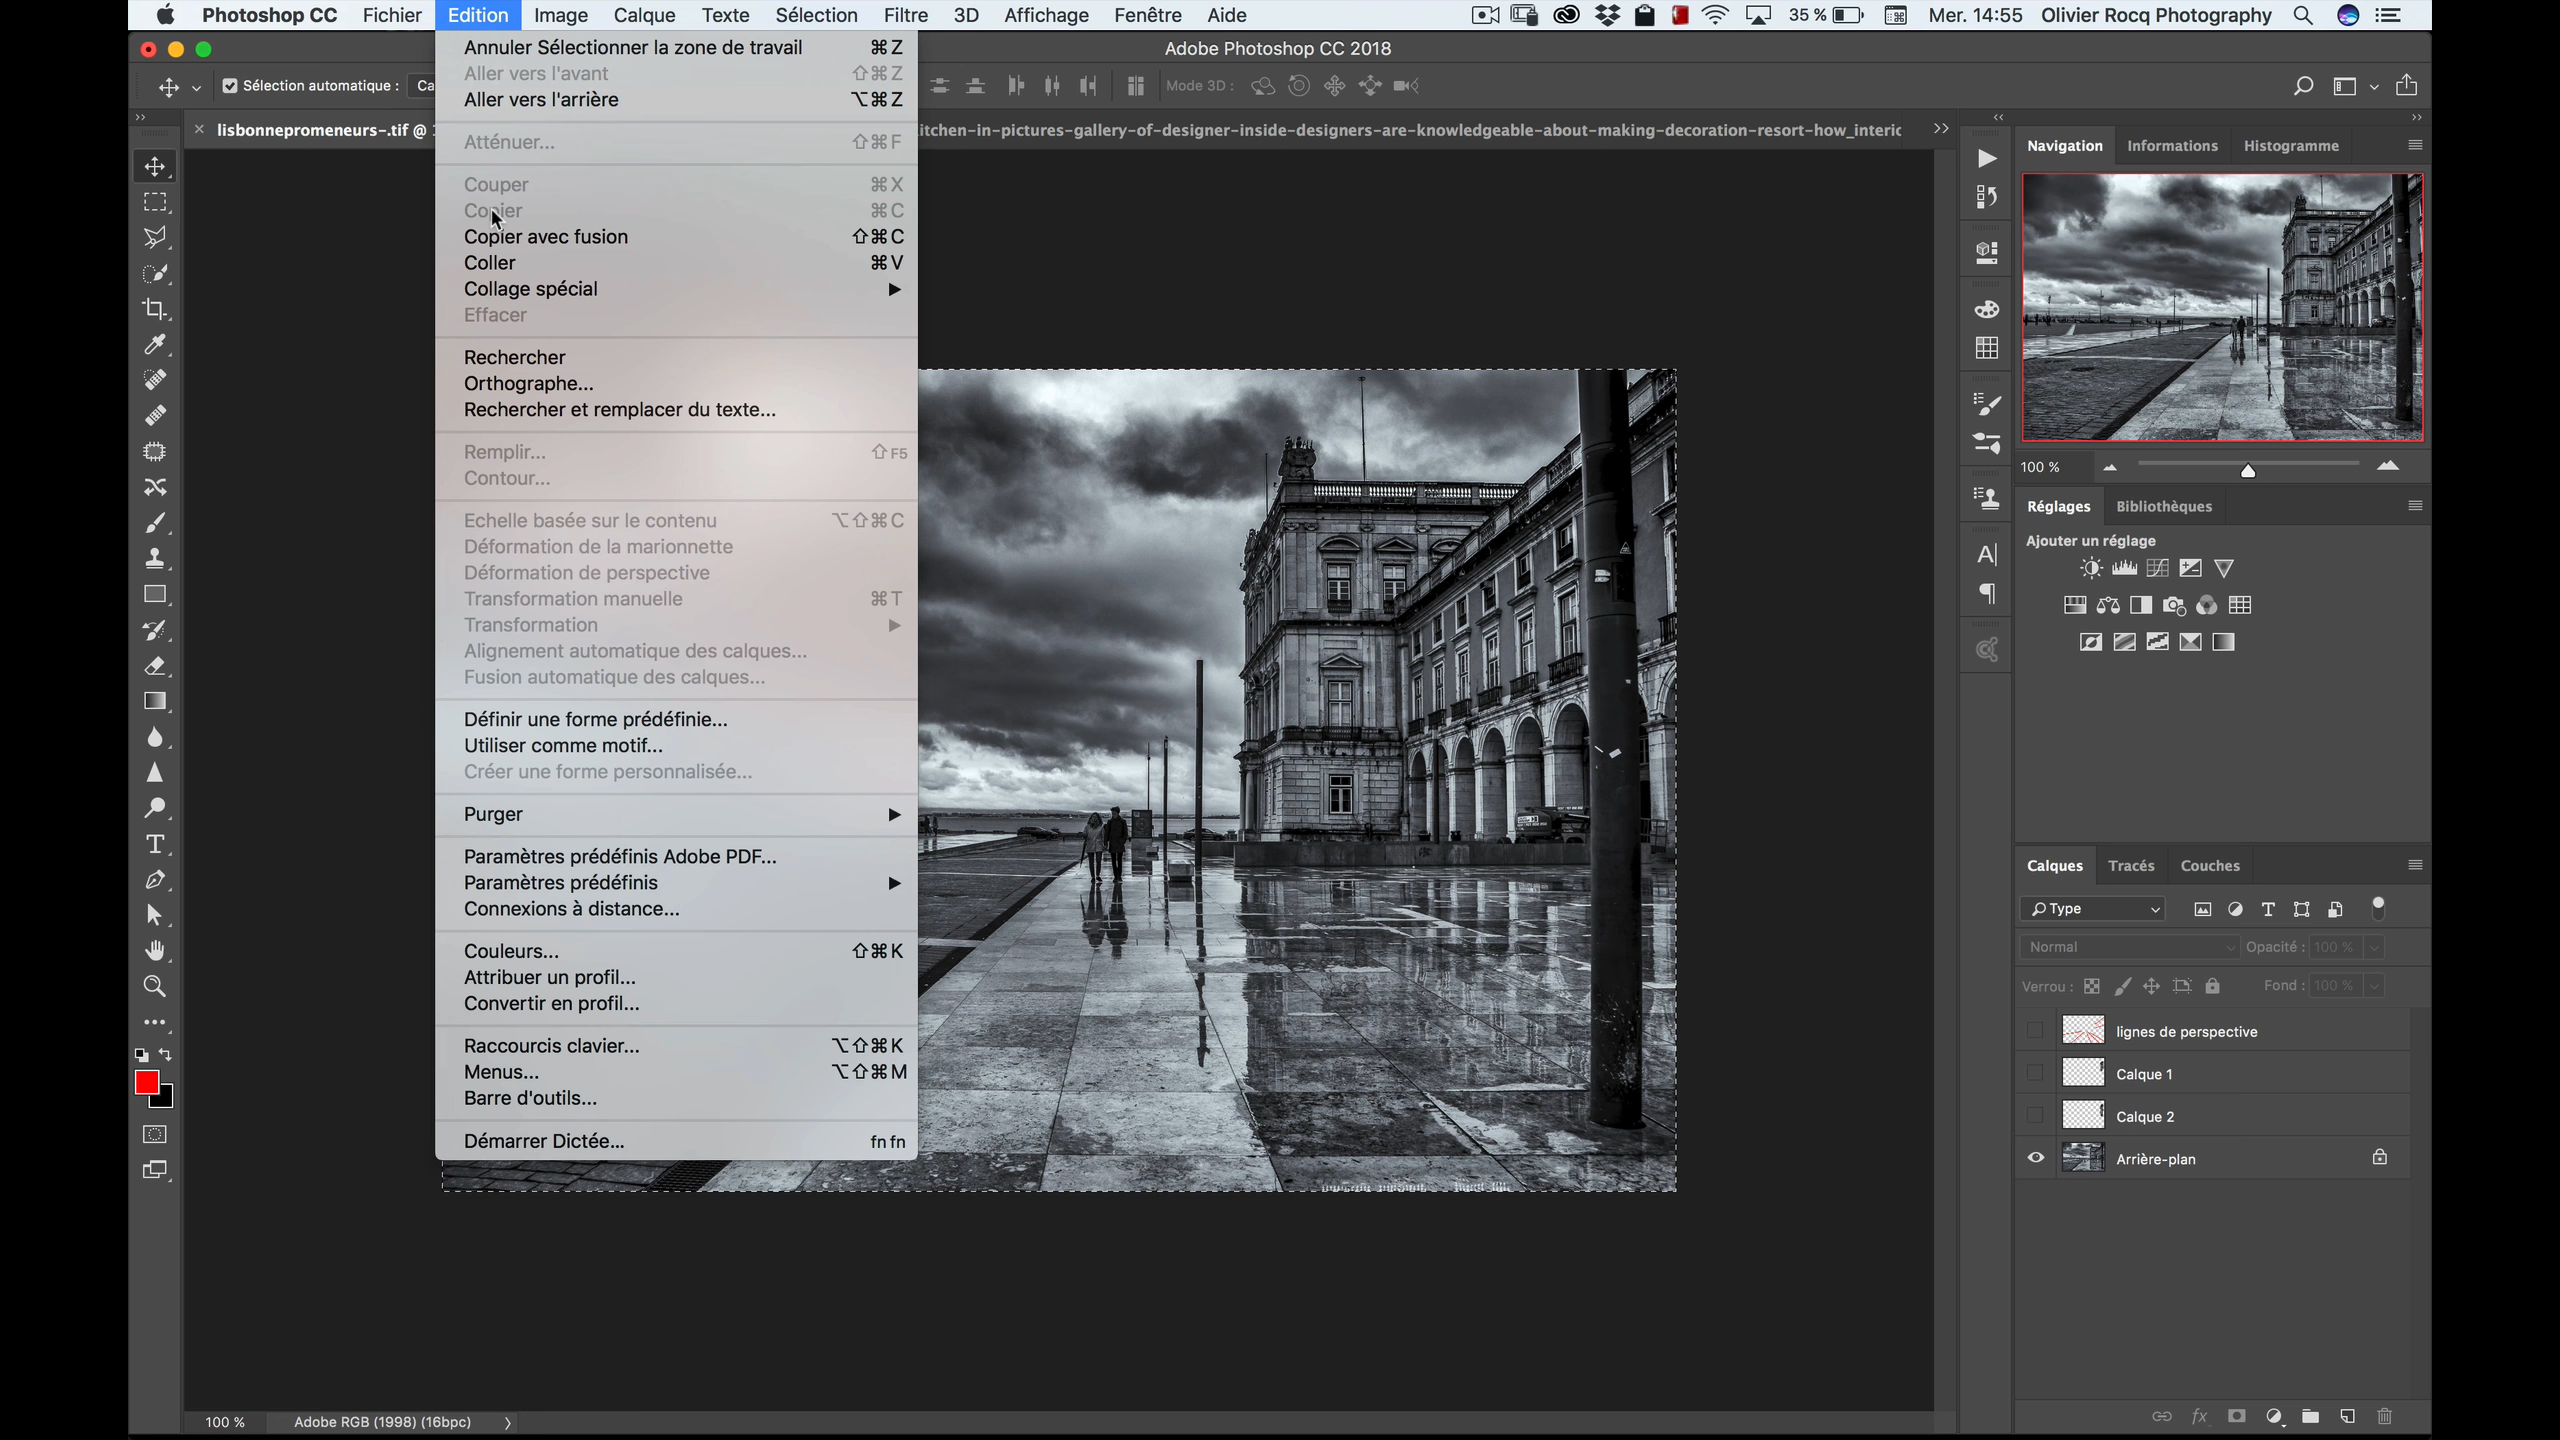 Photoshop CC Fichier Edition Image Calque Texte Sélection Filtre 3D Affichage Fenêtre Aide 35 % Mer. 14:55 Olivier Rocq Photography
Adobe Photoshop CC 2018
Sélection automatique : Ca
Mode 3D :
lisbonnepromeneurs-.tif @
itchen-in-pictures-gallery-of-designer-inside-designers-are-knowledgeable-about-making-decoration-resort-how_interic
Annuler Sélectionner la zone de travail ⌘Z
Aller vers l'avant ⇧⌘Z
Aller vers l'arrière ⌥⌘Z
Atténuer... ⇧⌘F
Couper ⌘X
Copier ⌘C
Copier avec fusion ⇧⌘C
Coller ⌘V
Collage spécial
Effacer
Rechercher
Orthographe...
Rechercher et remplacer du texte...
Remplir... ⇧F5
Contour...
Echelle basée sur le contenu ⌥⇧⌘C
Déformation de la marionnette
Déformation de perspective
Transformation manuelle ⌘T
Transformation
Alignement automatique des calques...
Fusion automatique des calques...
Définir une forme prédéfinie...
Utiliser comme motif...
Créer une forme personnalisée...
Purger
Paramètres prédéfinis Adobe PDF...
Paramètres prédéfinis
Connexions à distance...
Couleurs... ⇧⌘K
Attribuer un profil...
Convertir en profil...
Raccourcis clavier... ⌥⇧⌘K
Menus... ⌥⇧⌘M
Barre d'outils...
Démarrer Dictée... fn fn
Navigation Informations Histogramme
100 %
Réglages Bibliothèques
Ajouter un réglage
Calques Tracés Couches
Type
Normal Opacité : 100 %
Verrou : Fond : 100 %
lignes de perspective
Calque 1
Calque 2
Arrière-plan
100 % Adobe RGB (1998) (16bpc)